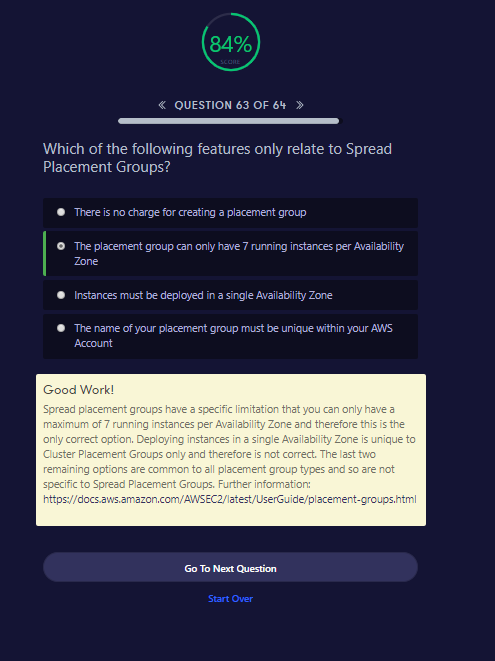 84%
SCORE
« QUESTION 63 OF 64 »
Which of the following features only relate to Spread
Placement Groups?
There is no charge for creating a placement group
The placement group can only have 7 running instances per Availability
Zone
Instances must be deployed in a single Availability Zone
The name of your placement group must be unique within your AWS
Account
Good Work!
Spread placement groups have a specific limitation that you can only have a
maximum of 7 running instances per Availability Zone and therefore this is the
only correct option. Deploying instances in a single Availability Zone is unique to
Cluster Placement Groups only and therefore is not correct. The last two
remaining options are common to all placement group types and so are not
specific to Spread Placement Groups. Further information:
https://docs.aws.amazon.com/AWSEC2/latest/UserGuide/placement-groups.html
Go To Next Question
Start Over